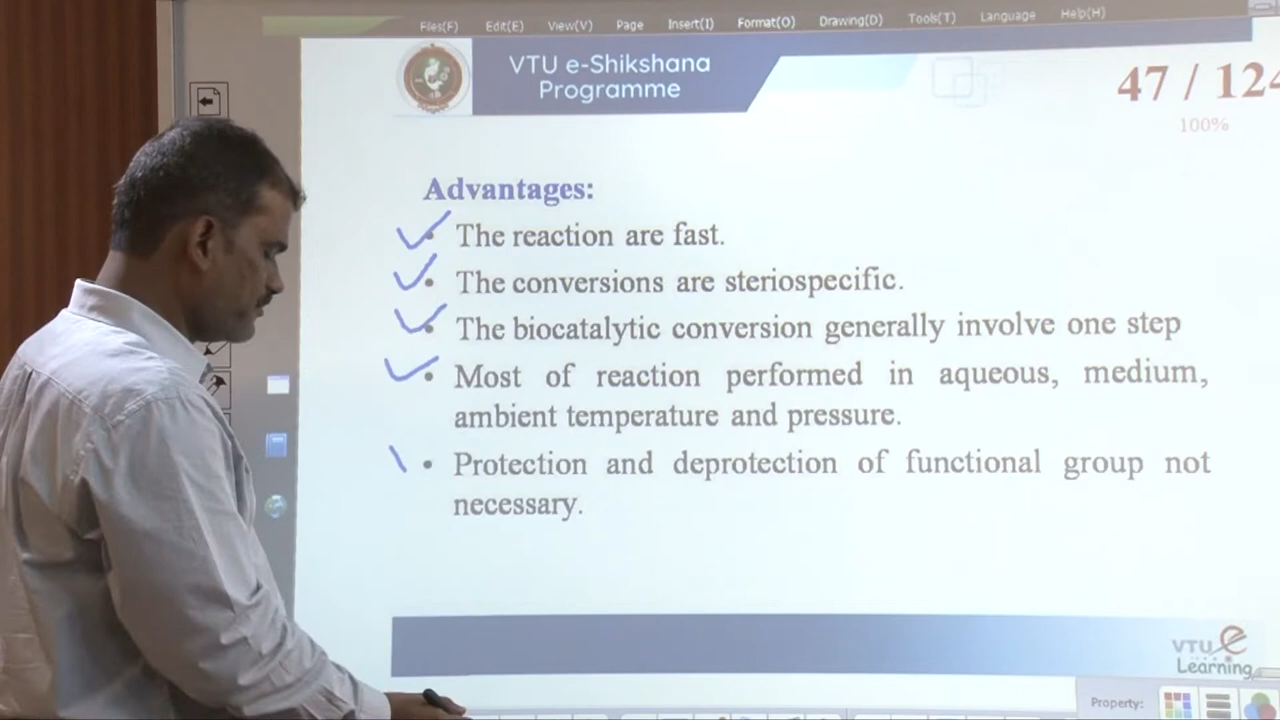 Files(F) Edit(E) View(V) Page Insert(I) Format(O) Drawing(D) Tools(T) Language Help(H)
VTU e-Shikshana
Programme
47 / 124
100%
Advantages:
• The reaction are fast.
• The conversions are steriospecific.
• The biocatalytic conversion generally involve one step
• Most of reaction performed in aqueous, medium,
ambient temperature and pressure.
• Protection and deprotection of functional group not
necessary.
VTU e
Learning
Property: